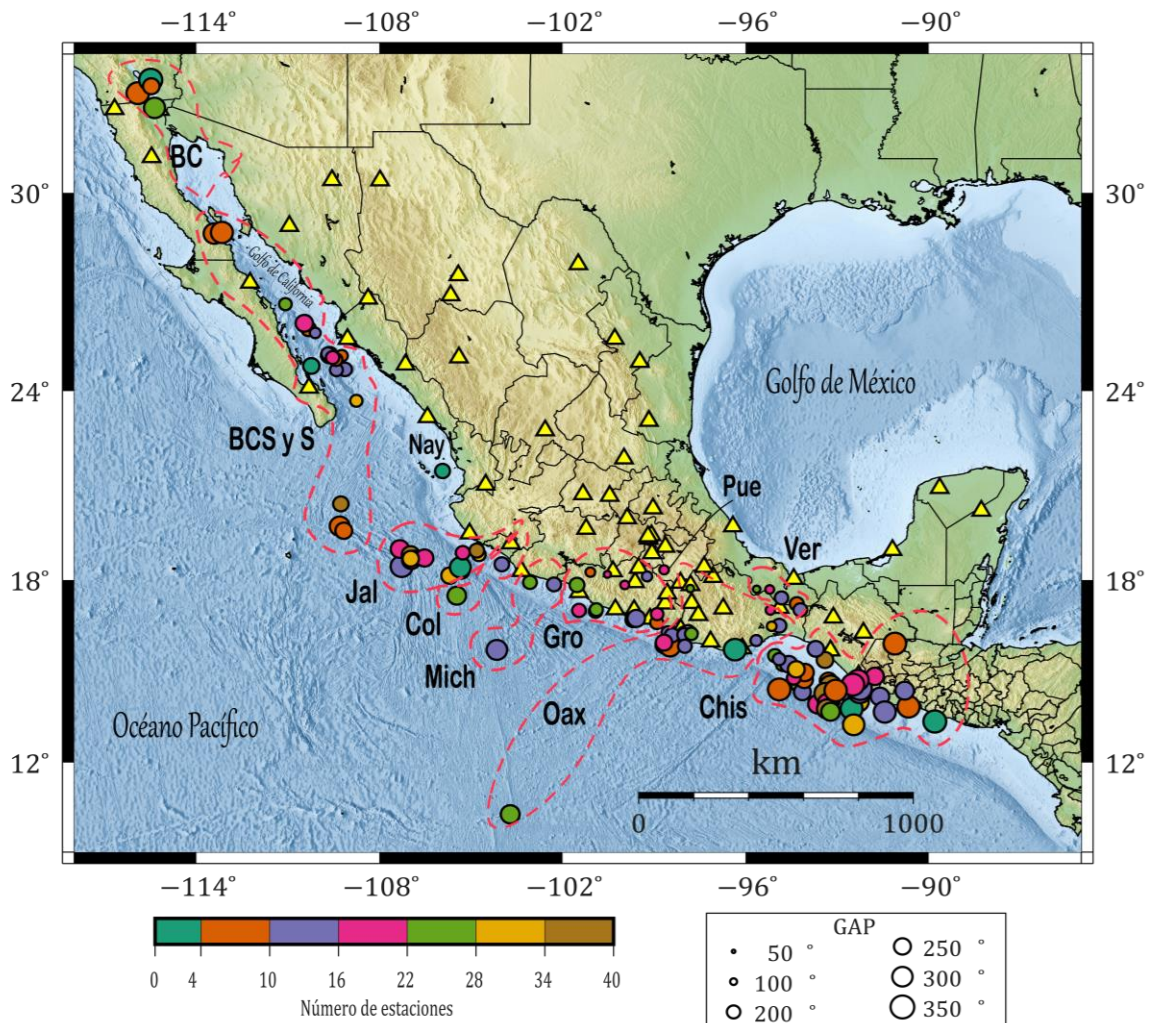 −114° −108° −102° −96° −90°
BC
30° 30°
Golfo de California
24° 24°
Golfo de México
BCS y S
Nay
Pue
Ver
18° 18°
Jal
Col
Gro
Mich
Oax
Chis
Océano Pacífico
12° 12°
km
0 1000
−114° −108° −102° −96° −90°
GAP
50 ° 250 °
100 ° 300 °
200 ° 350 °
0 4 10 16 22 28 34 40
Número de estaciones